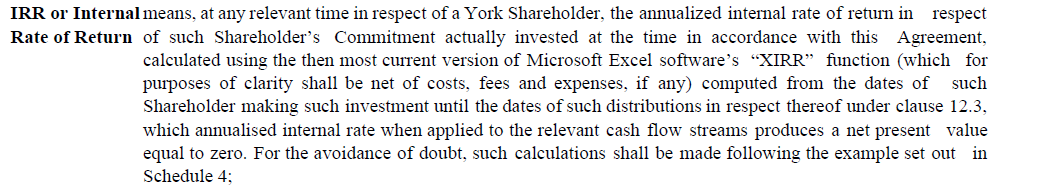 IRR or Internal means, at any relevant time in respect of a York Shareholder, the annualized internal rate of return in respect
Rate of Return of such Shareholder’s Commitment actually invested at the time in accordance with this Agreement,
calculated using the then most current version of Microsoft Excel software’s “XIRR” function (which for
purposes of clarity shall be net of costs, fees and expenses, if any) computed from the dates of such
Shareholder making such investment until the dates of such distributions in respect thereof under clause 12.3,
which annualised internal rate when applied to the relevant cash flow streams produces a net present value
equal to zero. For the avoidance of doubt, such calculations shall be made following the example set out in
Schedule 4;